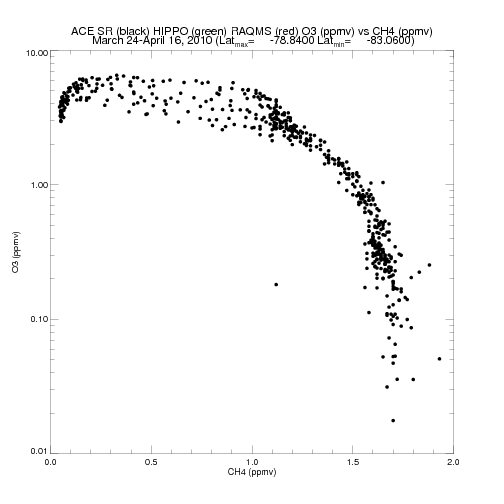 ACE SR (black) HIPPO (green) RAQMS (red) O3 (ppmv) vs CH4 (ppmv)
March 24-April 16, 2010 (Latmax= -78.8400 Latmin= -83.0600)
10.00
1.00
0.10
0.01
O3 (ppmv)
0.0 0.5 1.0 1.5 2.0
CH4 (ppmv)